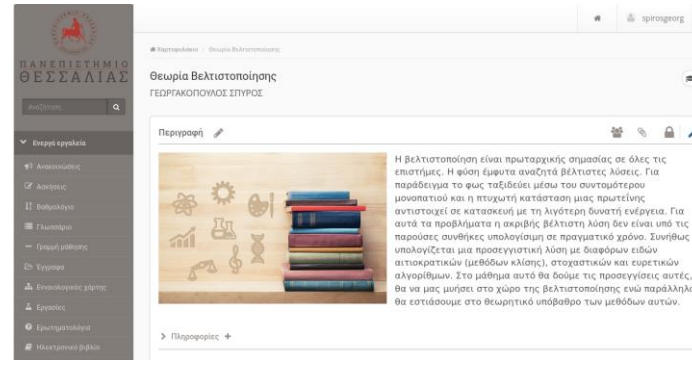 spirosgeorg
ΠΑΝΕΠΙΣΤΗΜΙΟ
ΘΕΣΣΑΛΙΑΣ
Αναζήτηση
Χαρτοφυλάκιο / Θεωρία Βελτιστοποίησης
Θεωρία Βελτιστοποίησης
ΓΕΩΡΓΑΚΟΠΟΥΛΟΣ ΣΠΥΡΟΣ
Ενεργά εργαλεία
Ανακοινώσεις
Ασκήσεις
Βαθμολόγιο
Γλωσσάριο
Γραμμή μάθησης
Έγγραφα
Εννοιολογικός χάρτης
Εργασίες
Ερωτηματολόγια
Ηλεκτρονικό βιβλίο
Περιγραφή
Η βελτιστοποίηση είναι πρωταρχικής σημασίας σε όλες τις
επιστήμες. Η φύση έμφυτα αναζητά βέλτιστες λύσεις. Για
παράδειγμα το φως ταξιδεύει μέσω του συντομότερου
μονοπατιού και η πτυχωτή κατάσταση μιας πρωτεΐνης
αντιστοιχεί σε κατασκευή με τη λιγότερη δυνατή ενέργεια. Για
αυτά τα προβλήματα η ακριβής βέλτιστη λύση δεν είναι υπό τις
παρούσες συνθήκες υπολογίσιμη σε πραγματικό χρόνο. Συνήθως
υπολογίζεται μια προσεγγιστική λύση με διαφόρων ειδών
αιτιοκρατικών (μεθόδων κλίσης), στοχαστικών και ευρετικών
αλγορίθμων. Στο μάθημα αυτό θα δούμε τις προσεγγίσεις αυτές,
θα να μας μυήσει στο χώρο της βελτιστοποίησης ενώ παράλληλα
θα εστιάσουμε στο θεωρητικό υπόβαθρο των μεθόδων αυτών.
Πληροφορίες +